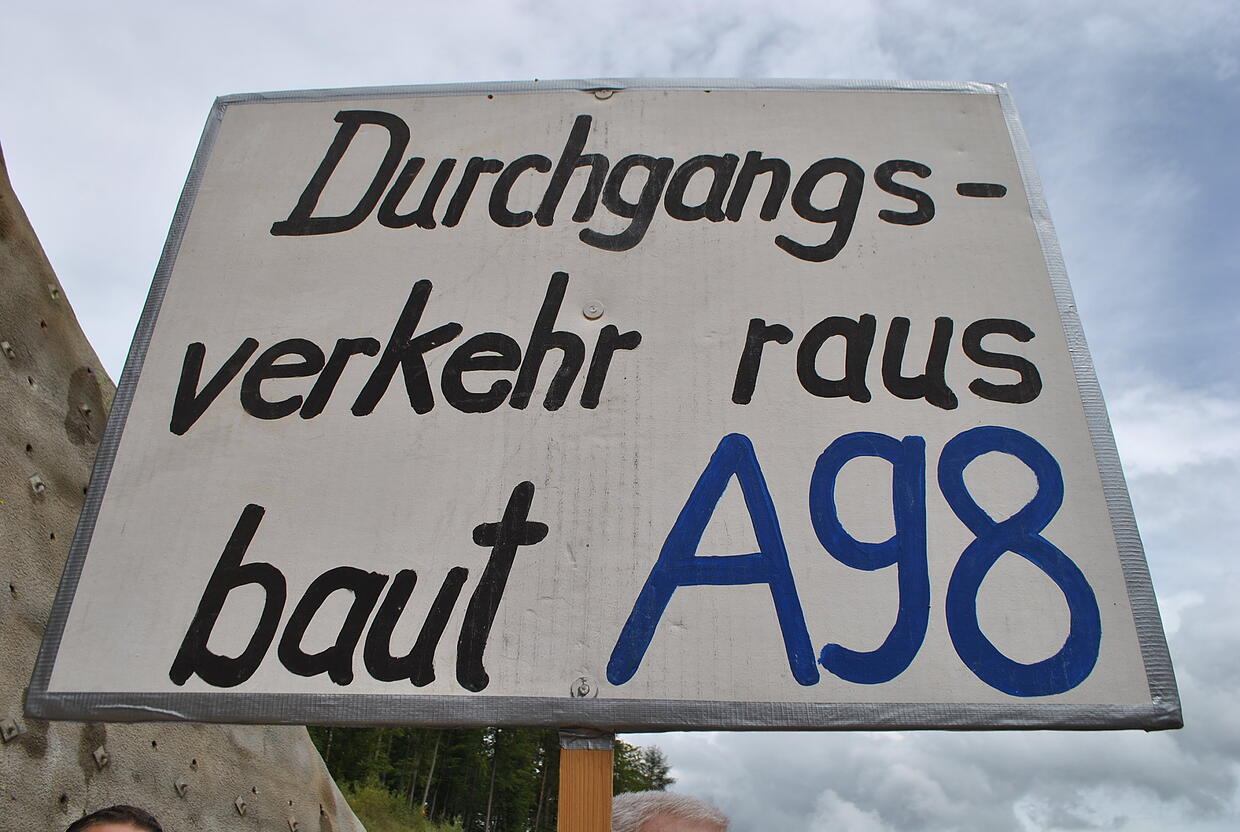 Durchgangs-
verkehr raus
baut A98